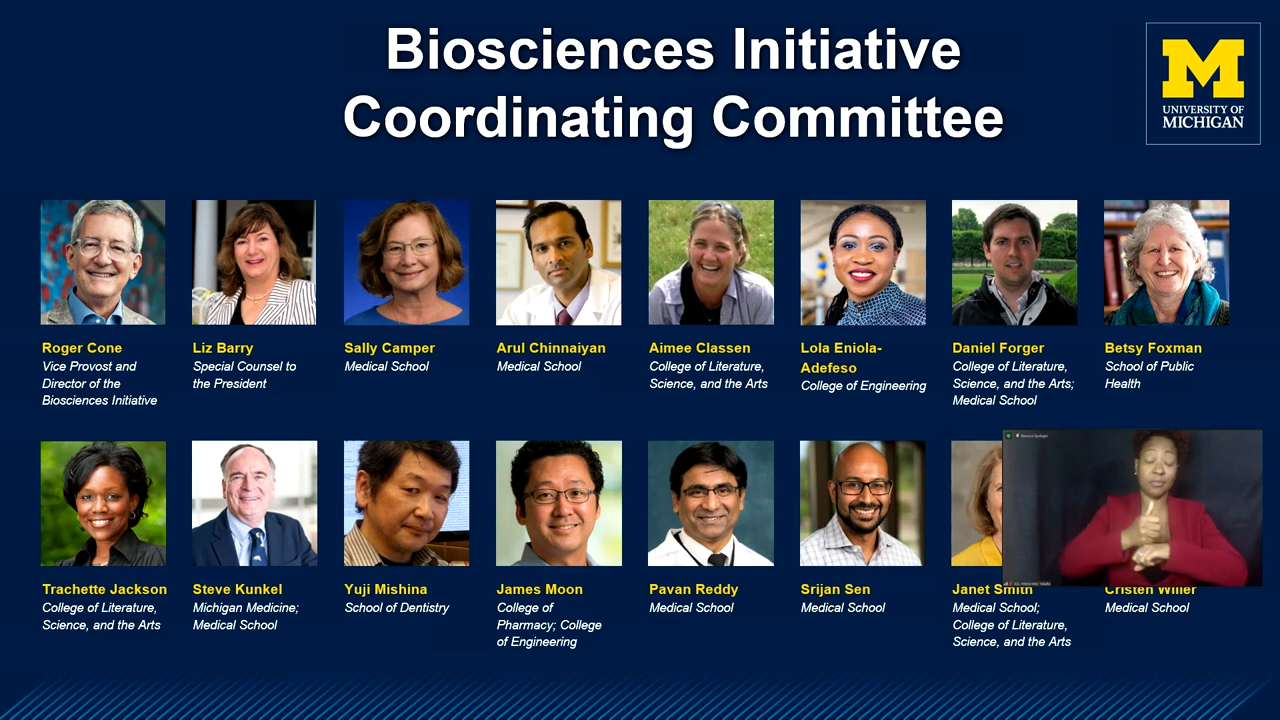 Biosciences Initiative
Coordinating Committee
M
UNIVERSITY OF
MICHIGAN
Roger Cone
Vice Provost and
Director of the
Biosciences Initiative
Liz Barry
Special Counsel to
the President
Sally Camper
Medical School
Arul Chinnaiyan
Medical School
Aimee Classen
College of Literature,
Science, and the Arts
Lola Eniola-
Adefeso
College of Engineering
Daniel Forger
College of Literature,
Science, and the Arts;
Medical School
Betsy Foxman
School of Public
Health
Trachette Jackson
College of Literature,
Science, and the Arts
Steve Kunkel
Michigan Medicine;
Medical School
Yuji Mishina
School of Dentistry
James Moon
College of
Pharmacy; College
of Engineering
Pavan Reddy
Medical School
Srijan Sen
Medical School
Janet Smith
Medical School;
College of Literature,
Science, and the Arts
Cristen Willer
Medical School